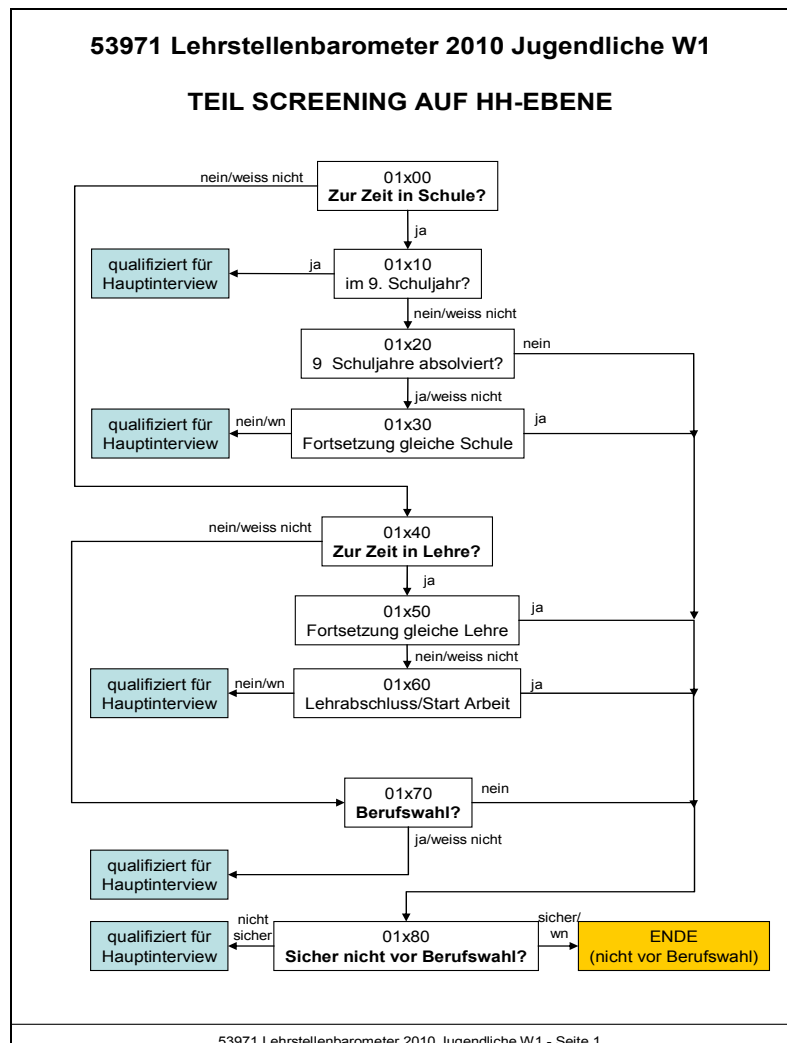 53971 Lehrstellenbarometer 2010 Jugendliche W1
TEIL SCREENING AUF HH-EBENE
nein/weiss nicht
01x00
Zur Zeit in Schule?
ja
qualifiziert für
Hauptinterview
ja
01x10
im 9. Schuljahr?
nein/weiss nicht
01x20
9 Schuljahre absolviert?
nein
ja/weiss nicht
qualifiziert für
Hauptinterview
nein/wn
01x30
Fortsetzung gleiche Schule
ja
nein/weiss nicht
01x40
Zur Zeit in Lehre?
ja
01x50
Fortsetzung gleiche Lehre
ja
nein/weiss nicht
qualifiziert für
Hauptinterview
nein/wn
01x60
Lehrabschluss/Start Arbeit
ja
01x70
Berufswahl?
nein
ja/weiss nicht
qualifiziert für
Hauptinterview
qualifiziert für
Hauptinterview
nicht
sicher
01x80
Sicher nicht vor Berufswahl?
sicher/
wn
ENDE
(nicht vor Berufswahl)
53971 Lehrstellenbarometer 2010 Jugendliche W1 - Seite 1